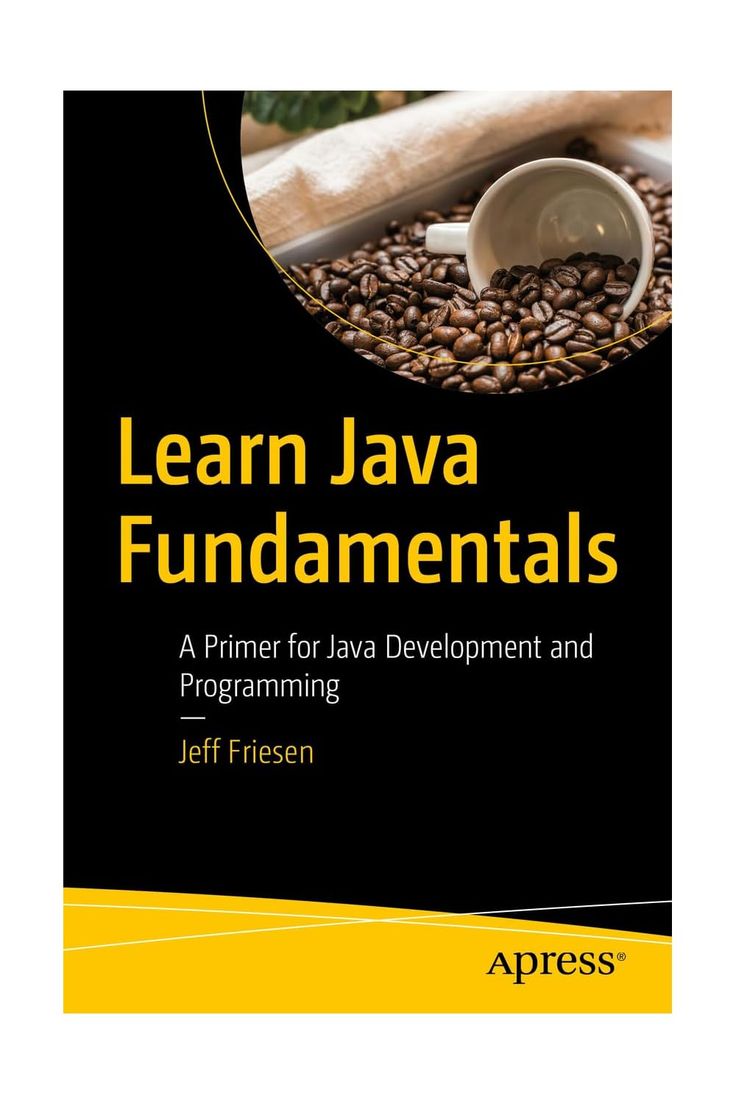 Learn Java
Fundamentals
A Primer for Java Development and
Programming
—
Jeff Friesen
Apress®